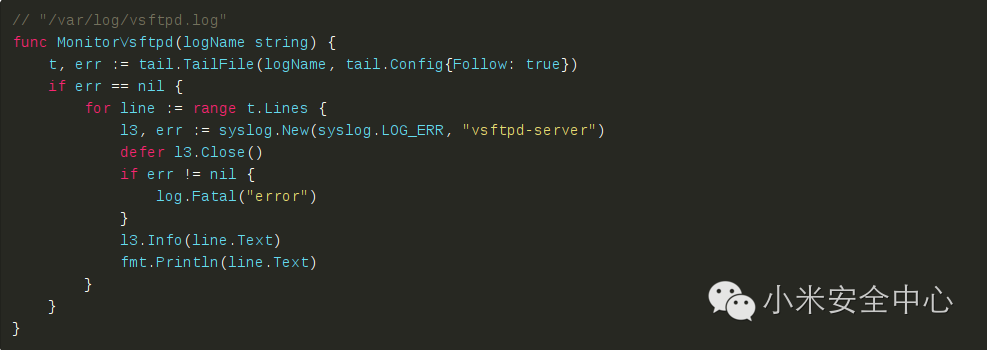 // "/var/log/vsftpd.log"
func MonitorVsftpd(logName string) {
    t, err := tail.TailFile(logName, tail.Config{Follow: true})
    if err == nil {
        for line := range t.Lines {
            l3, err := syslog.New(syslog.LOG_ERR, "vsftpd-server")
            defer l3.Close()
            if err != nil {
                log.Fatal("error")
            }
            l3.Info(line.Text)
            fmt.Println(line.Text)
        }
    }
}
小米安全中心